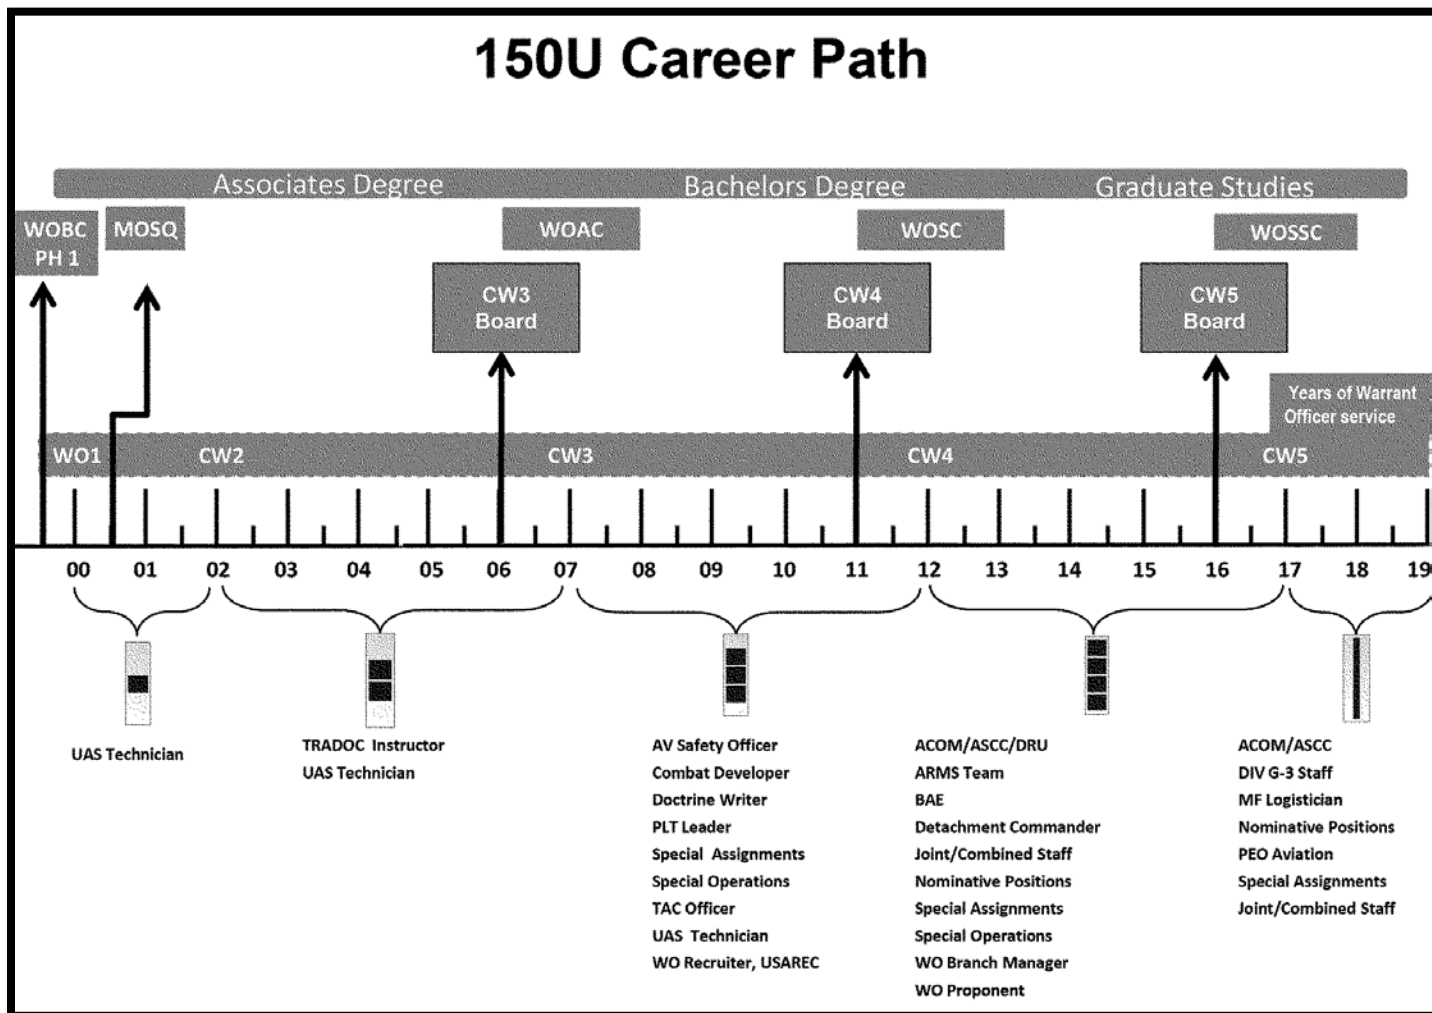 150U Career Path
Associates Degree Bachelors Degree Graduate Studies
WOBC
PH 1
MOSQ
WOAC
WOSC
WOSSC
CW3
Board
CW4
Board
CW5
Board
Years of Warrant
Officer service
WO1 CW2 CW3 CW4 CW5
00 01 02 03 04 05 06 07 08 09 10 11 12 13 14 15 16 17 18 19
UAS Technician
TRADOC Instructor
UAS Technician
AV Safety Officer
Combat Developer
Doctrine Writer
PLT Leader
Special Assignments
Special Operations
TAC Officer
UAS Technician
WO Recruiter, USAREC
ACOM/ASCC/DRU
ARMS Team
BAE
Detachment Commander
Joint/Combined Staff
Nominative Positions
Special Assignments
Special Operations
WO Branch Manager
WO Proponent
ACOM/ASCC
DIV G-3 Staff
MF Logistician
Nominative Positions
PEO Aviation
Special Assignments
Joint/Combined Staff